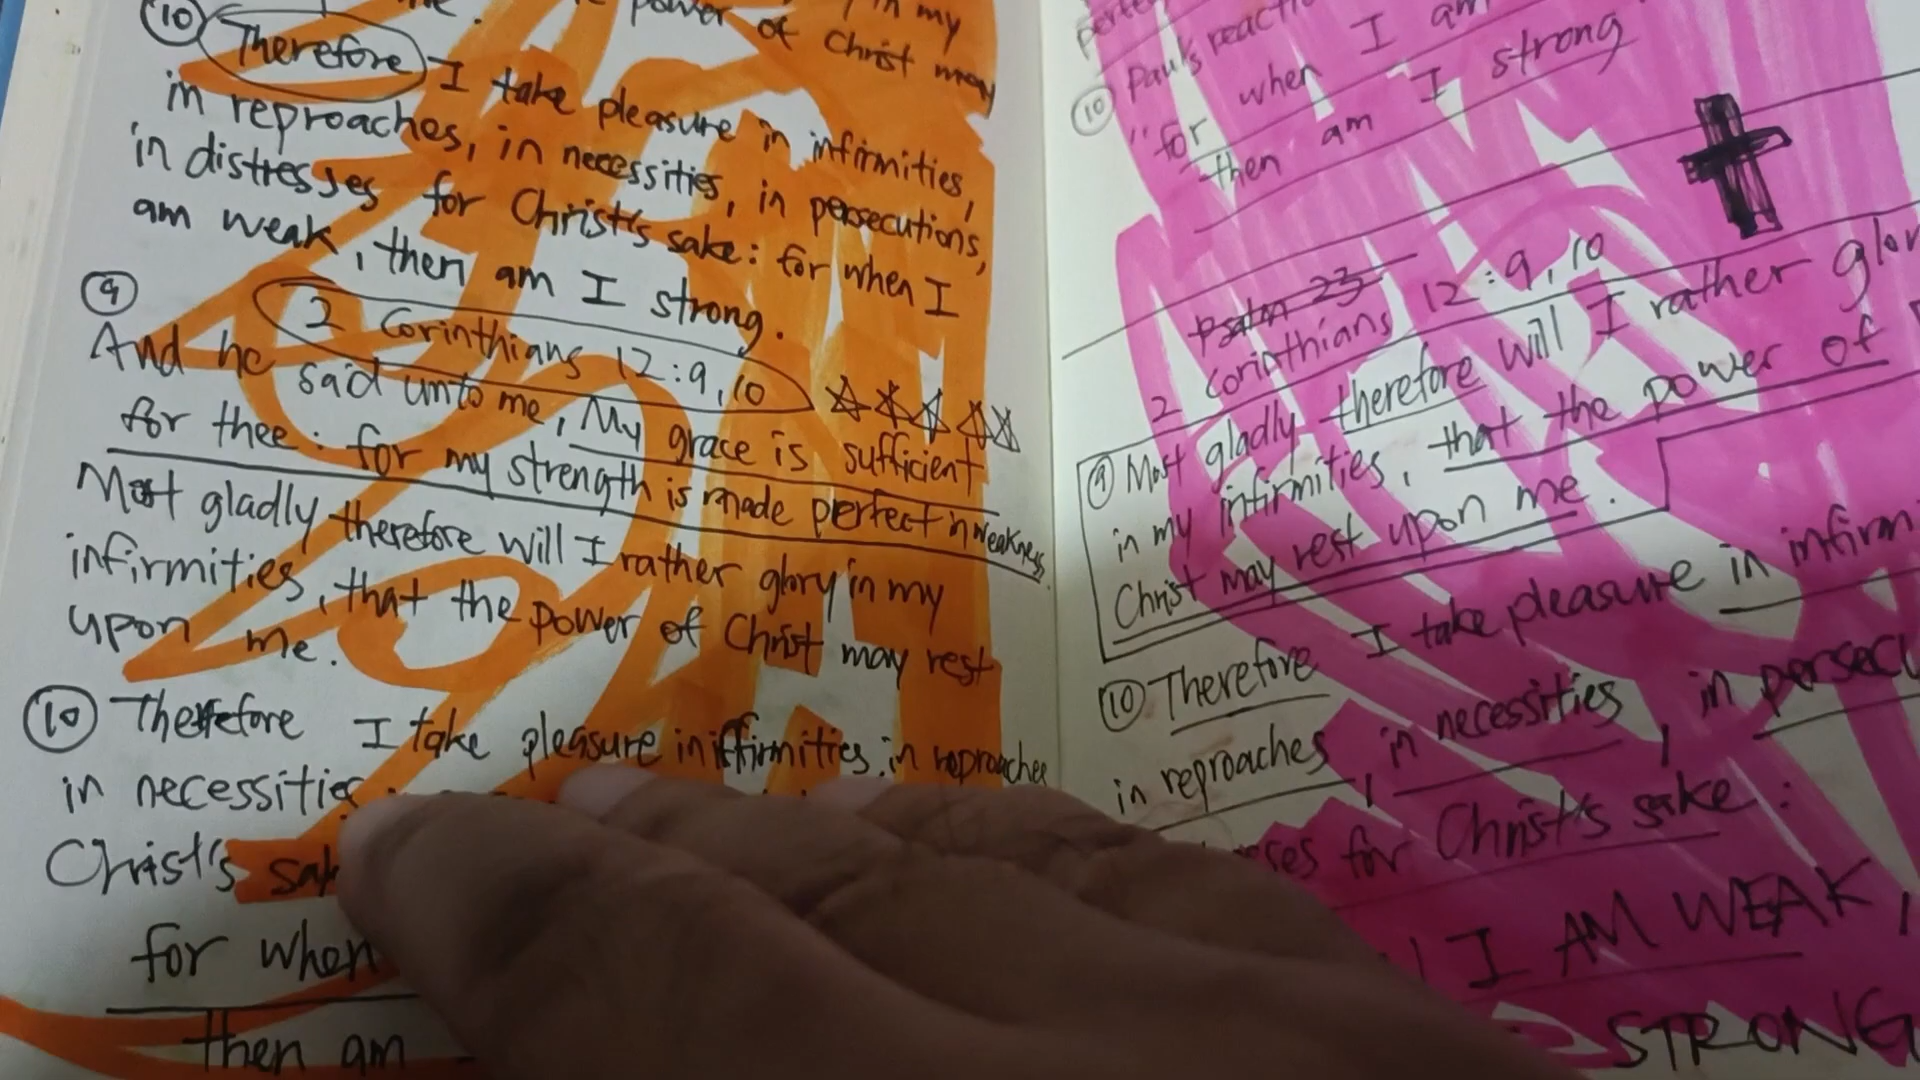 power of Christ may
in my
⑩ Therefore I take pleasure in infirmities,
in reproaches, in necessities, in persecutions,
in distresses for Christ's sake: for when I
am weak, then am I strong.
2 Corinthians 12:9,10
⑨ And he said unto me, My grace is sufficient
for thee: for my strength is made perfect in weakness
Most gladly therefore will I rather glory in my
infirmities, that the power of Christ may rest
upon me.
⑩ Therefore I take pleasure in infirmities, in reproaches
in necessities
Christ's
for when
then am
⑩ Paul's
"for when I am
then am I strong
Psalm 23
2 Corinthians 12:9,10
⑨ Most gladly therefore will I rather
in my infirmities, that the power of
Christ may rest upon me.
⑩ Therefore I take pleasure in
in reproaches, in necessities, in
for Christ's sake:
I AM WEAK,
STRONG